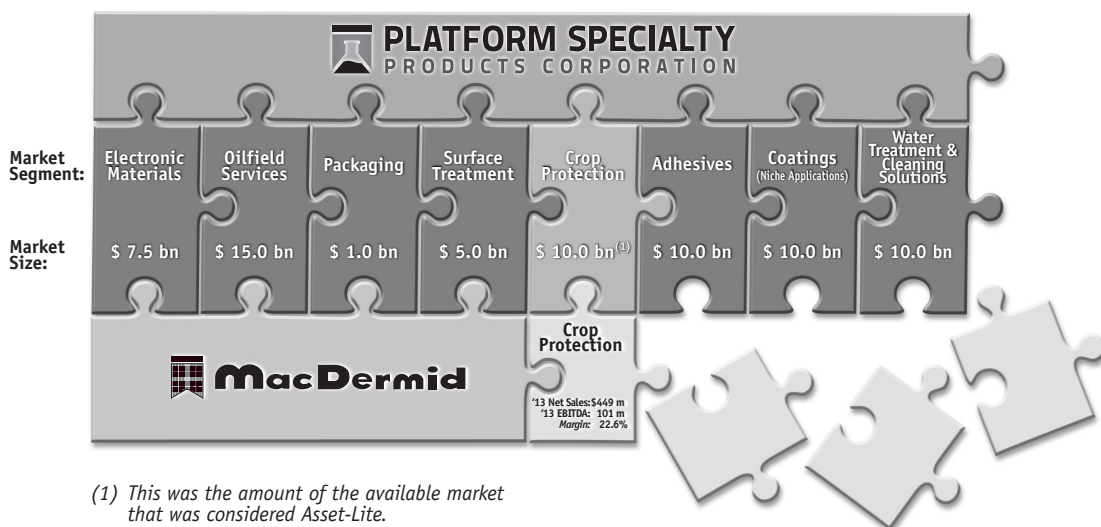 PLATFORM SPECIALTY
PRODUCTS CORPORATION
Market
Segment:
Electronic
Materials
Oilfield
Services
Packaging
Surface
Treatment
Crop
Protection
Adhesives
Coatings
(Niche Applications)
Water
Treatment &
Cleaning
Solutions
Market
Size:
$ 7.5 bn
$ 15.0 bn
$ 1.0 bn
$ 5.0 bn
$ 10.0 bn(1)
$ 10.0 bn
$ 10.0 bn
$ 10.0 bn
MacDermid
Crop
Protection
'13 Net Sales: $449 m
'13 EBITDA: 101 m
Margin: 22.6%
(1) This was the amount of the available market
that was considered Asset-Lite.